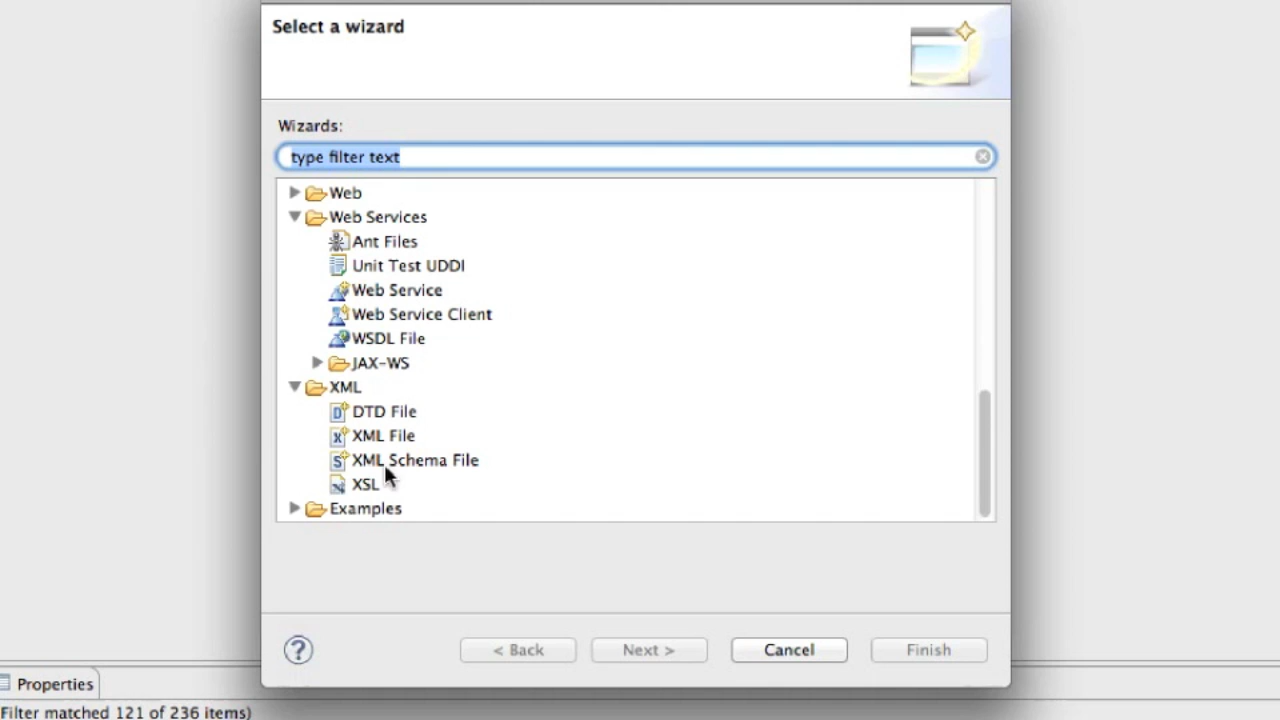 Select a wizard
Wizards:
type filter text
Web
Web Services
Ant Files
Unit Test UDDI
Web Service
Web Service Client
WSDL File
JAX-WS
XML
DTD File
XML File
XML Schema File
XSL
Examples
? < Back Next > Cancel Finish
Properties
Filter matched 121 of 236 items)